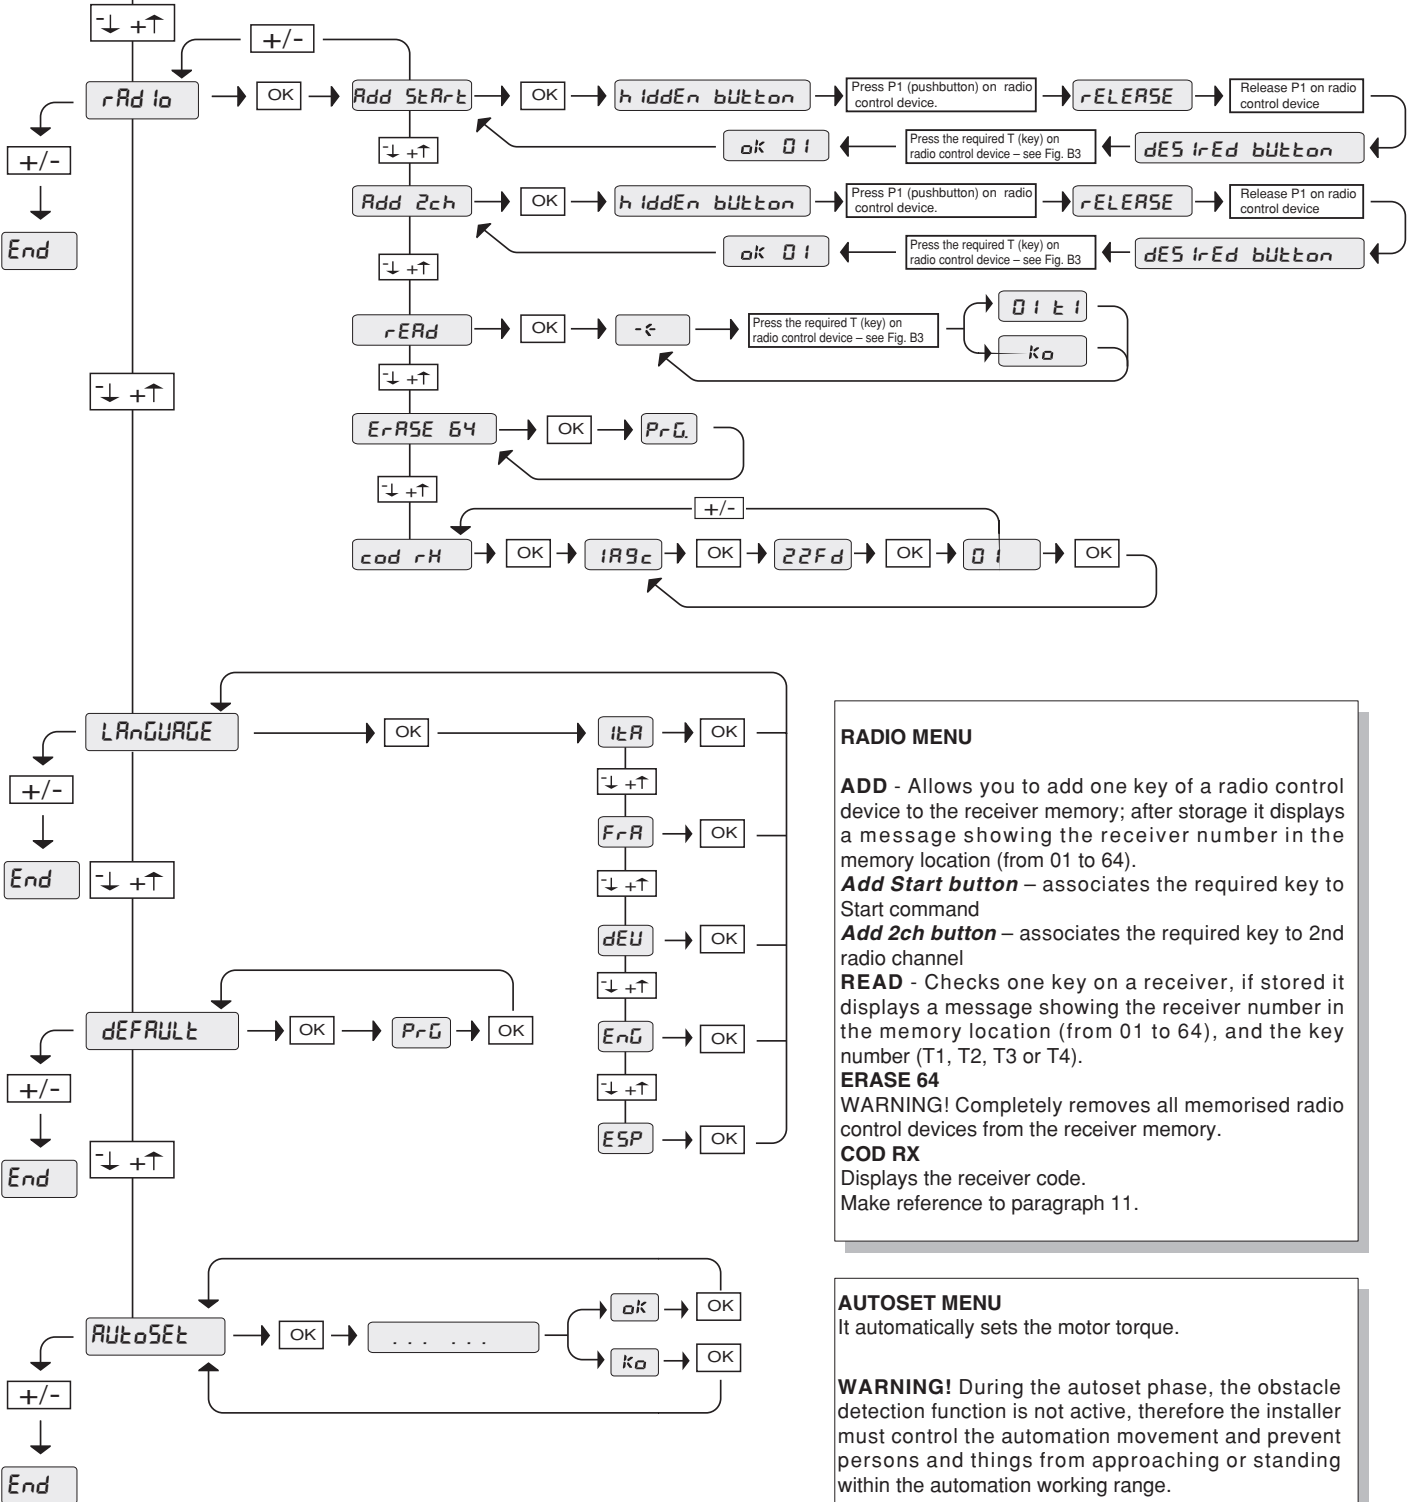 -↓ +↑
+/-
rAdIo
OK
Add StArt
OK
hIddEn bUtton
Press P1 (pushbutton) on radio
control device.
rELEASE
Release P1 on radio
control device
+/-
-↓ +↑
ok 01
Press the required T (key) on
radio control device – see Fig. B3
dESIrEd bUtton
Add 2ch
OK
hIddEn bUtton
Press P1 (pushbutton) on radio
control device.
rELEASE
Release P1 on radio
control device
End
-↓ +↑
ok 01
Press the required T (key) on
radio control device – see Fig. B3
dESIrEd bUtton
rEAd
OK
-<-
Press the required T (key) on
radio control device – see Fig. B3
01 t1
Ko
-↓ +↑
-↓ +↑
ErASE 64
OK
PrG.
-↓ +↑
+/-
cod rH
OK
1A9c
OK
22Fd
OK
01
OK
LAnGUAGE
OK
ItA
OK
+/-
-↓ +↑
FrA
OK
End
-↓ +↑
-↓ +↑
dEU
OK
-↓ +↑
dEFAULt
OK
PrG
OK
EnG
OK
+/-
-↓ +↑
ESP
OK
End
-↓ +↑
RADIO MENU
ADD - Allows you to add one key of a radio control
device to the receiver memory; after storage it displays
a message showing the receiver number in the
memory location (from 01 to 64).
Add Start button – associates the required key to
Start command
Add 2ch button – associates the required key to 2nd
radio channel
READ - Checks one key on a receiver, if stored it
displays a message showing the receiver number in
the memory location (from 01 to 64), and the key
number (T1, T2, T3 or T4).
ERASE 64
WARNING! Completely removes all memorised radio
control devices from the receiver memory.
COD RX
Displays the receiver code.
Make reference to paragraph 11.
AUtoSEt
OK
... ...
ok
OK
Ko
OK
+/-
End
AUTOSET MENU
It automatically sets the motor torque.
WARNING! During the autoset phase, the obstacle
detection function is not active, therefore the installer
must control the automation movement and prevent
persons and things from approaching or standing
within the automation working range.